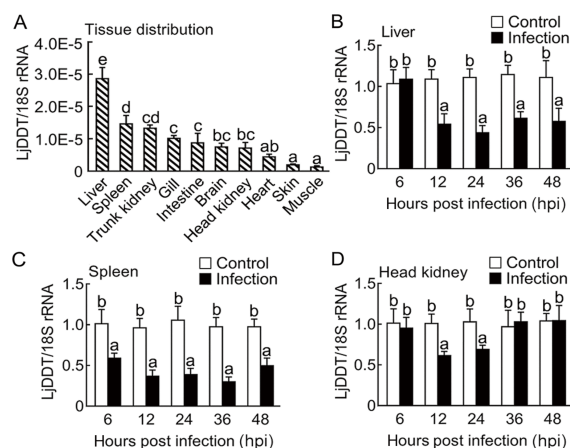 A
Tissue distribution
LjDDT/18S rRNA
4.0E-5
3.0E-5
2.0E-5
1.0E-5
0
e
d
cd
c
c
bc
bc
ab
a
a
Liver
Spleen
Trunk kidney
Gill
Intestine
Brain
Head kidney
Heart
Skin
Muscle
B
Liver
Control
Infection
LjDDT/18S rRNA
1.5
1.0
0.5
0
b b b a b a b a b a
6 12 24 36 48
Hours post infection (hpi)
C
Spleen
Control
Infection
LjDDT/18S rRNA
1.5
1.0
0.5
0
b a b a b a b a b a
6 12 24 36 48
Hours post infection (hpi)
D
Head kidney
Control
Infection
LjDDT/18S rRNA
1.5
1.0
0.5
0
b b b a b a b b b b
6 12 24 36 48
Hours post infection (hpi)